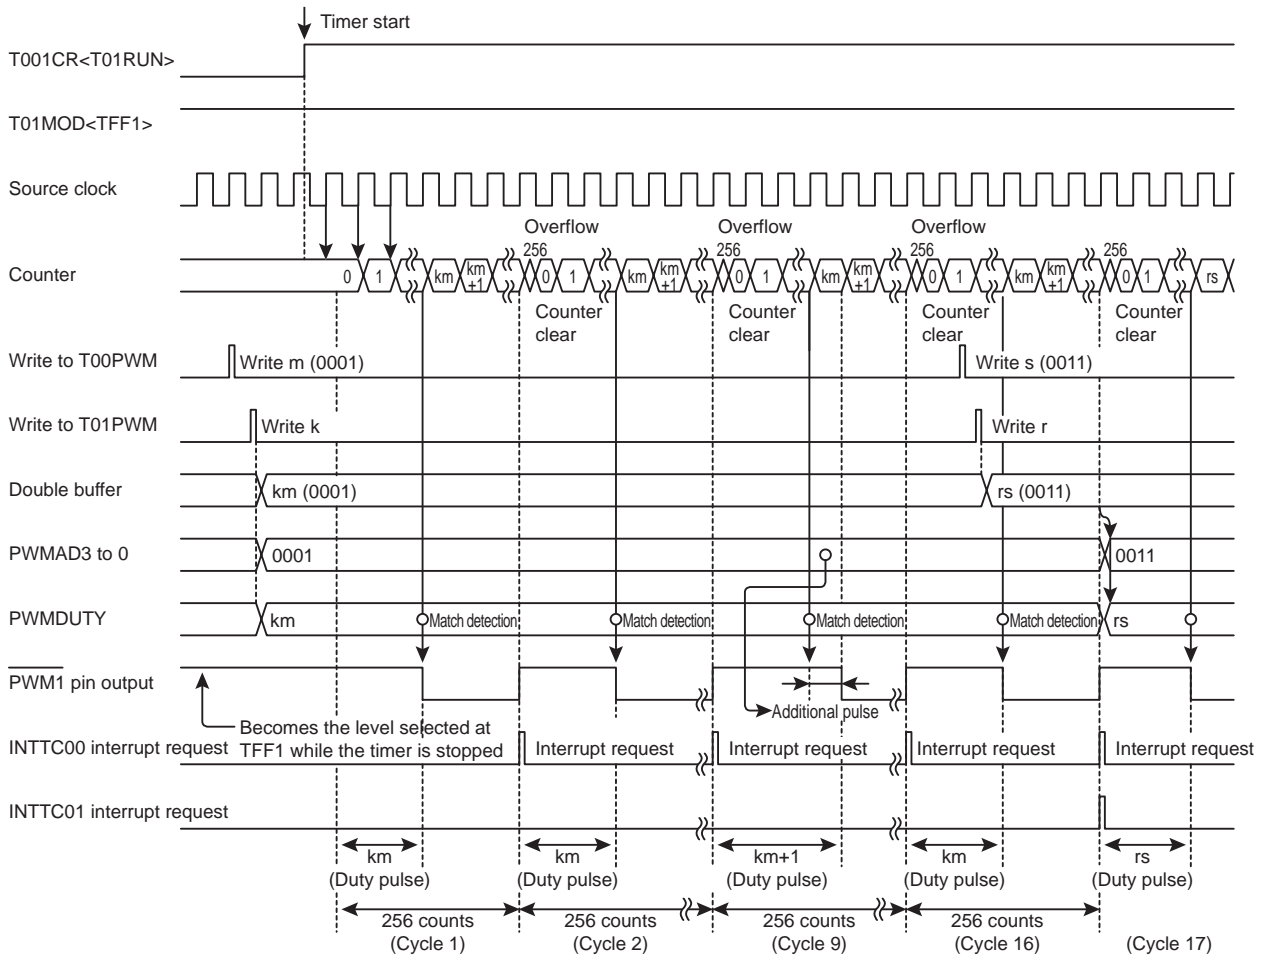 Timer start
T001CR<T01RUN>
T01MOD<TFF1>
Source clock
Overflow Overflow Overflow
256 256 256 256
Counter 0 1 km km +1 0 1 km km +1 0 1 km km +1 0 1 km km +1 0 1 rs
Counter Counter Counter Counter
clear clear clear clear
Write to T00PWM Write m (0001) Write s (0011)
Write to T01PWM Write k Write r
Double buffer km (0001) rs (0011)
PWMAD3 to 0 0001 0011
PWMDUTY km Match detection Match detection Match detection Match detection rs
PWM1 pin output
Additional pulse
Becomes the level selected at
TFF1 while the timer is stopped
INTTC00 interrupt request Interrupt request Interrupt request Interrupt request Interrupt request
INTTC01 interrupt request
km km km+1 km rs
(Duty pulse) (Duty pulse) (Duty pulse) (Duty pulse) (Duty pulse)
256 counts 256 counts 256 counts 256 counts
(Cycle 1) (Cycle 2) (Cycle 9) (Cycle 16) (Cycle 17)